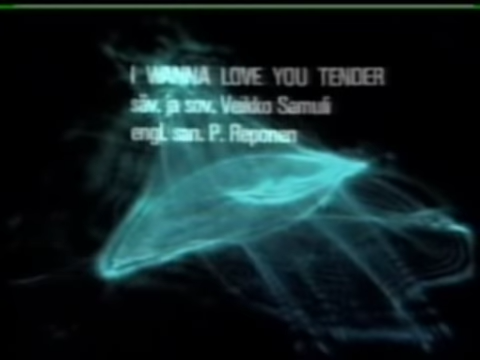 I WANNA LOVE YOU TENDER
säv. ja sov. Veikko Samuli
engl. san. P. Reponen